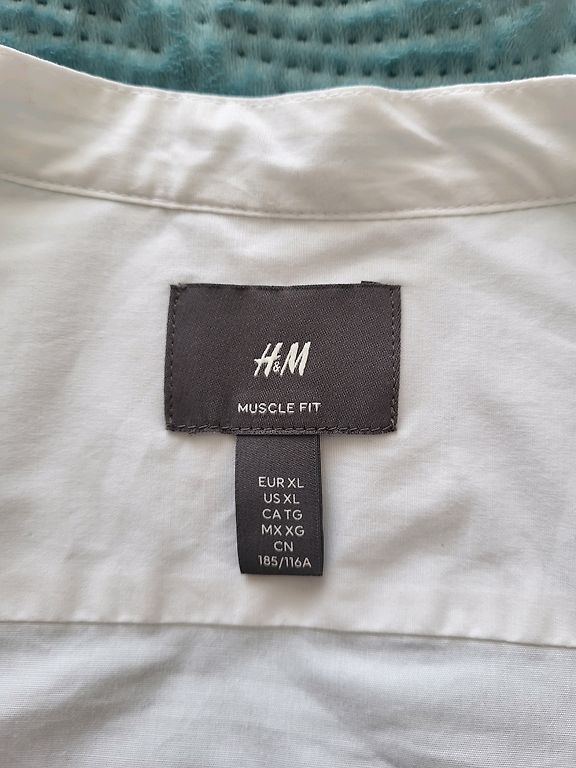 H&M
MUSCLE FIT
EUR XL
US XL
CA TG
MX XG
CN
185/116A